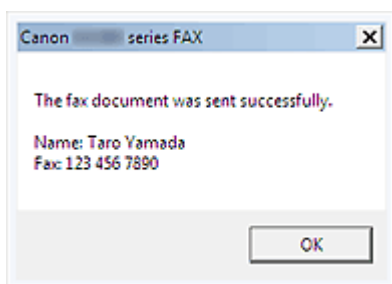 Canon series FAX
The fax document was sent successfully.
Name: Taro Yamada
Fax: 123 456 7890
OK